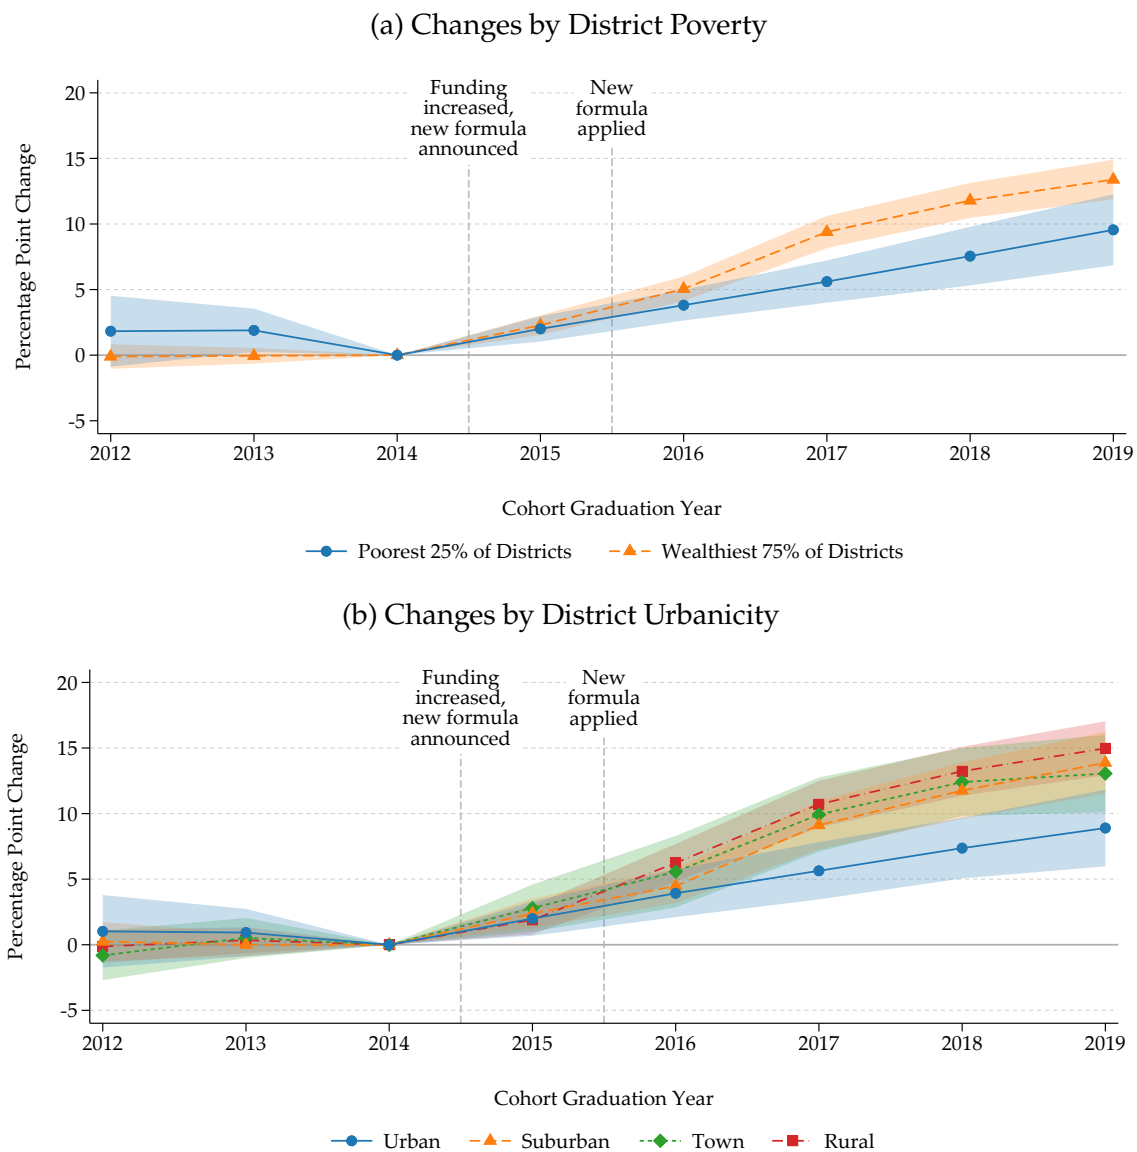 (a) Changes by District Poverty
Funding
increased,
new formula
announced
New
formula
applied
Percentage Point Change
20
15
10
5
0
-5
2012 2013 2014 2015 2016 2017 2018 2019
Cohort Graduation Year
Poorest 25% of Districts Wealthiest 75% of Districts
(b) Changes by District Urbanicity
Funding
increased,
new formula
announced
New
formula
applied
Percentage Point Change
20
15
10
5
0
-5
2012 2013 2014 2015 2016 2017 2018 2019
Cohort Graduation Year
Urban Suburban Town Rural